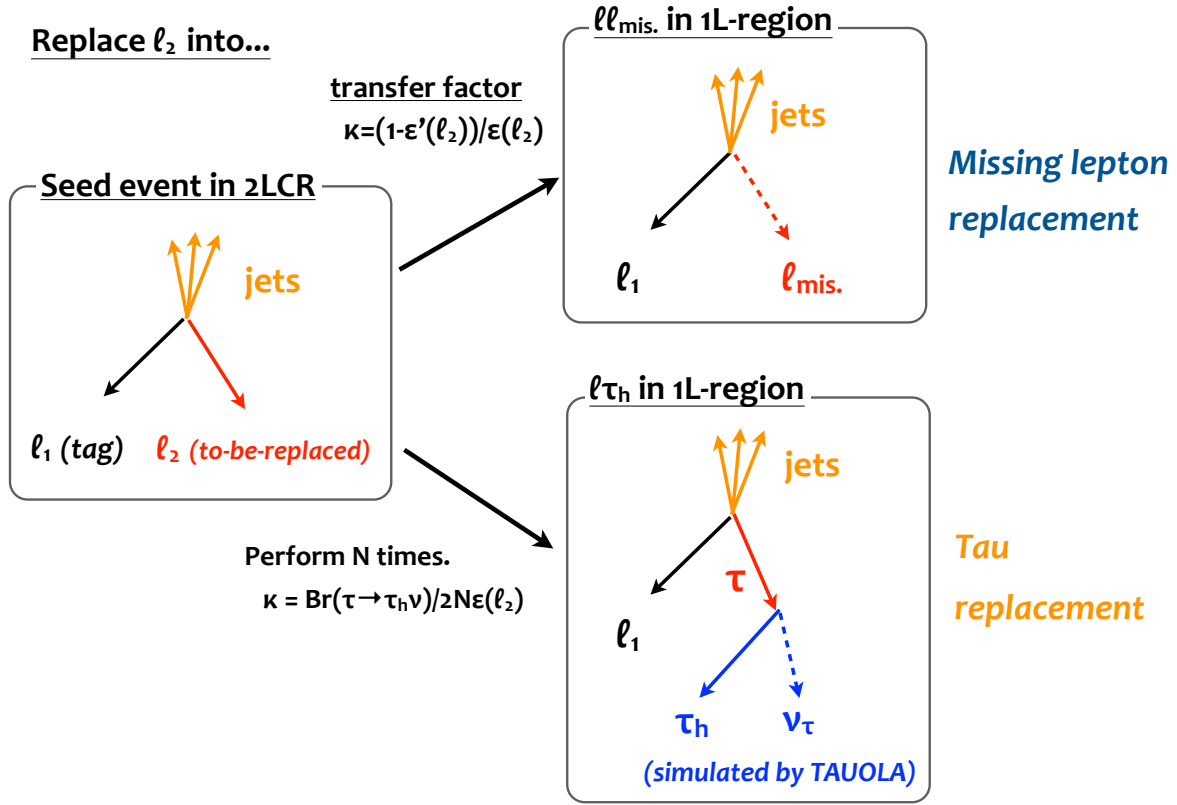 Replace ℓ₂ into...
transfer factor
κ=(1-ε’(ℓ₂))/ε(ℓ₂)
Seed event in 2LCR
jets
ℓ₁ (tag)
ℓ₂ (to-be-replaced)
ℓℓmis. in 1L-region
jets
ℓ₁
ℓmis.
Missing lepton
replacement
Perform N times.
κ = Br(τ→τhν)/2Nε(ℓ₂)
ℓτh in 1L-region
jets
τ
ℓ₁
τh
ντ
(simulated by TAUOLA)
Tau
replacement